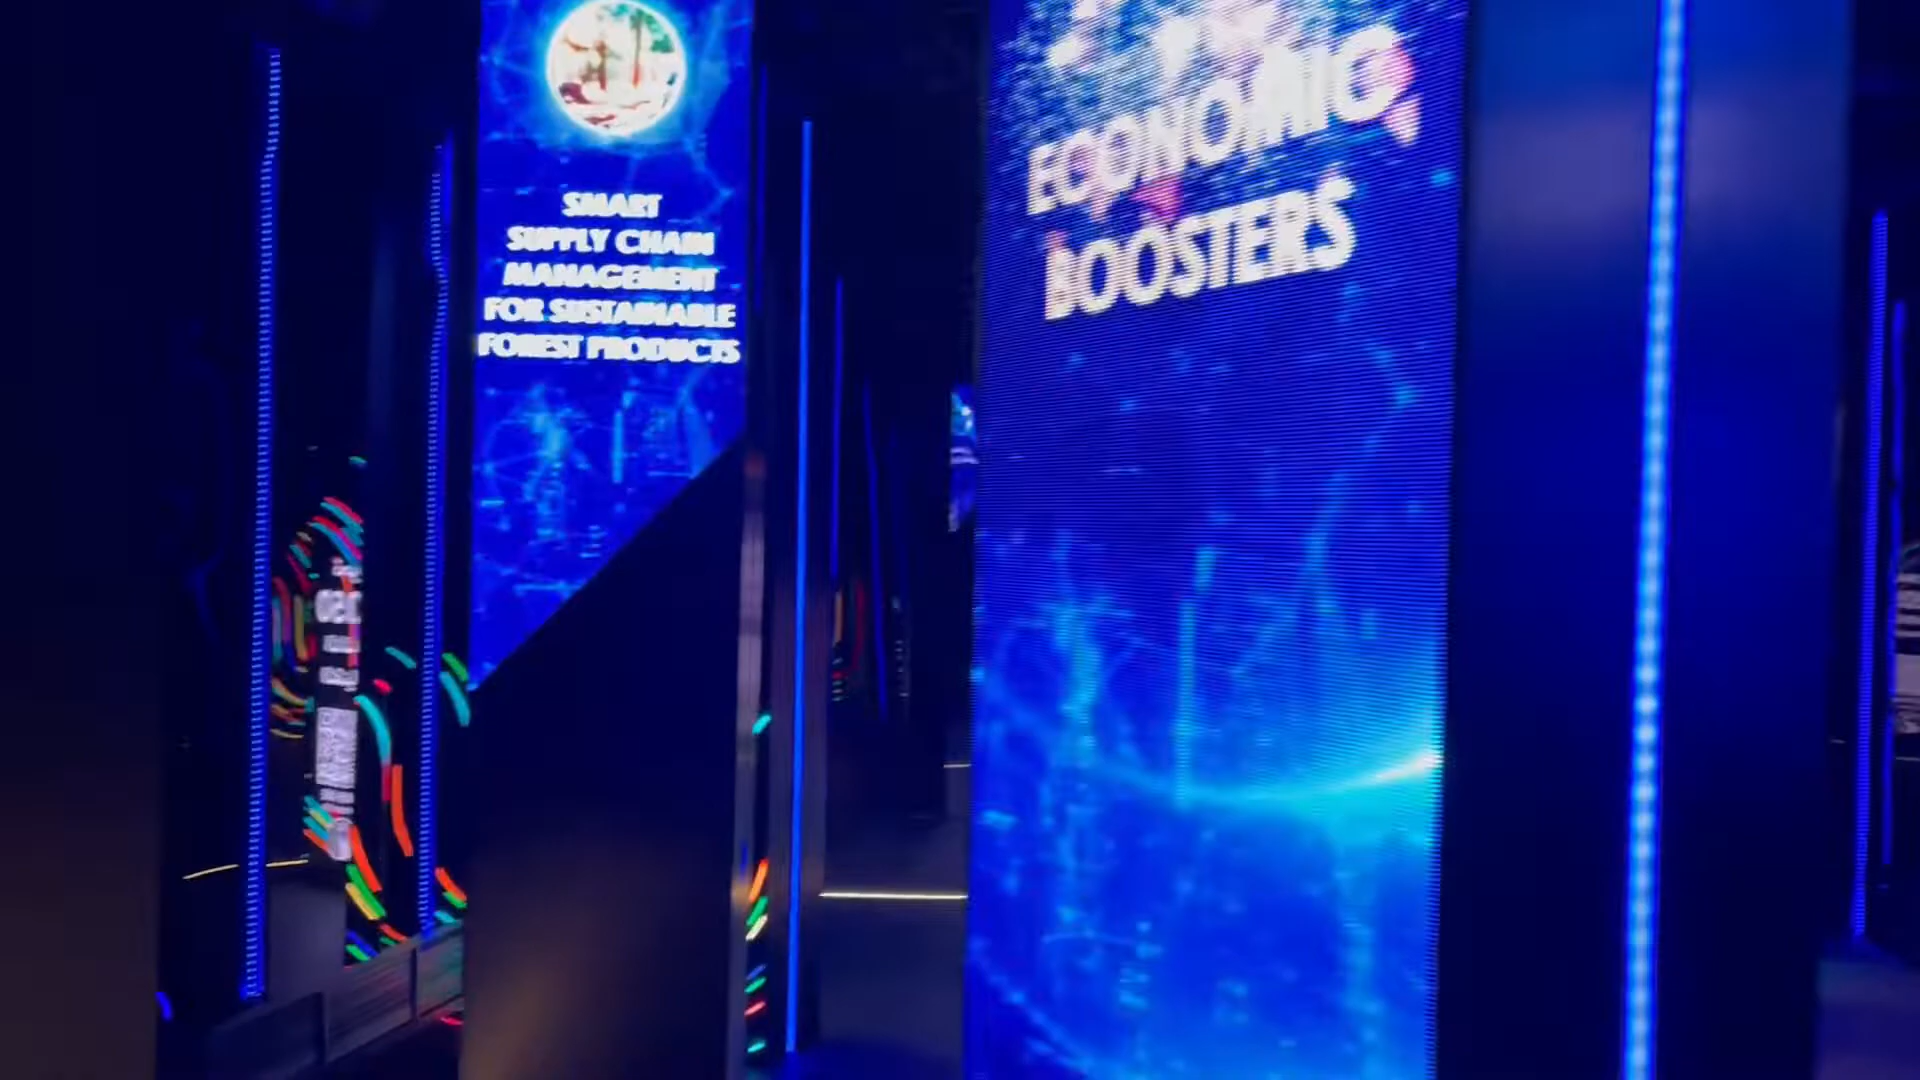 SMART
SUPPLY CHAIN
MANAGEMENT
FOR SUSTAINABLE
FOREST PRODUCTS
ECONOMIC
BOOSTERS